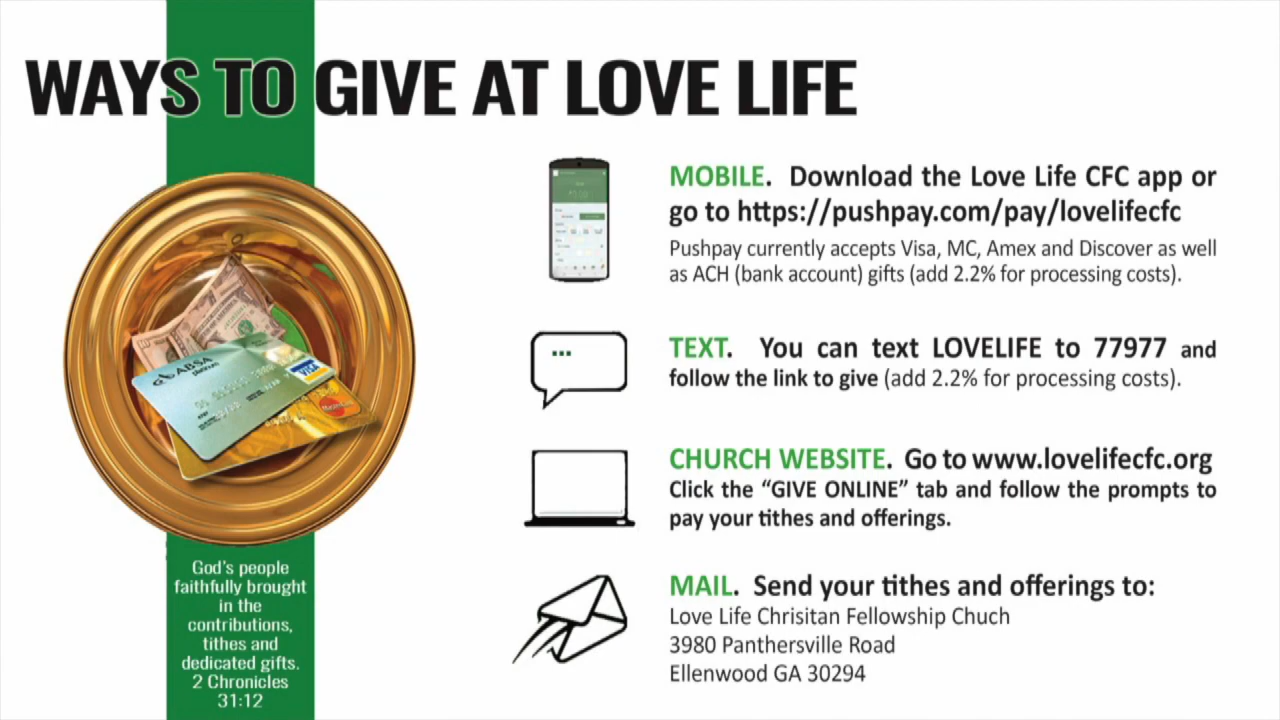 WAYS TO GIVE AT LOVE LIFE
MOBILE. Download the Love Life CFC app or
go to https://pushpay.com/pay/lovelifecfc
Pushpay currently accepts Visa, MC, Amex and Discover as well
as ACH (bank account) gifts (add 2.2% for processing costs).
TEXT. You can text LOVELIFE to 77977 and
follow the link to give (add 2.2% for processing costs).
CHURCH WEBSITE. Go to www.lovelifecfc.org
Click the “GIVE ONLINE” tab and follow the prompts to
pay your tithes and offerings.
MAIL. Send your tithes and offerings to:
Love Life Chrisitan Fellowship Chuch
3980 Panthersville Road
Ellenwood GA 30294
ABSA
platinum
VISA
God's people
faithfully brought
in the
contributions,
tithes and
dedicated gifts.
2 Chronicles
31:12